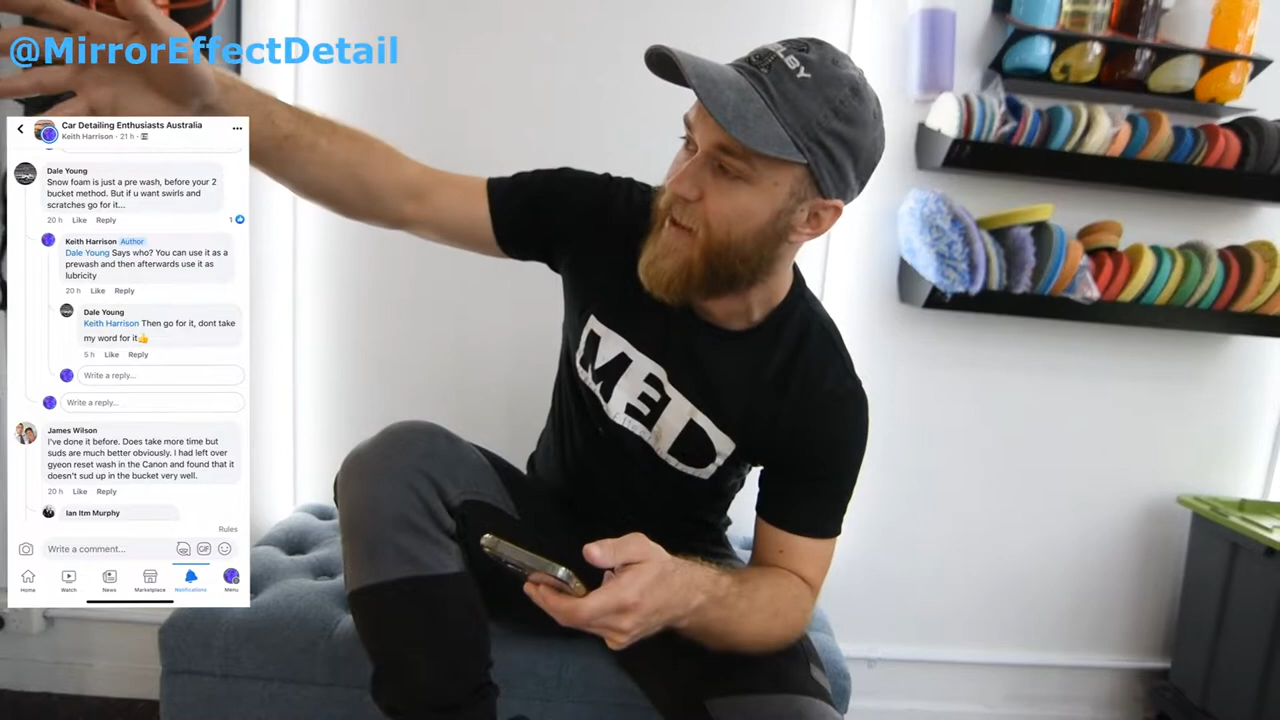 @MirrorEffectDetail
Car Detailing Enthusiasts Australia
Keith Harrison · 21 h ·
Dale Young
Snow foam is just a pre wash, before your 2
bucket method. But if u want swirls and
scratches go for it...
20 h Like Reply 1
Keith Harrison Author
Dale Young Says who? You can use it as a
prewash and then afterwards use it as
lubricity
20 h Like Reply
Dale Young
Keith Harrison Then go for it, dont take
my word for it👍
5 h Like Reply
Write a reply...
Write a reply...
James Wilson
I've done it before. Does take more time but
suds are much better obviously. I had left over
gyeon reset wash in the Canon and found that it
doesn't sud up in the bucket very well.
20 h Like Reply
Ian Itm Murphy
Rules
Write a comment...
GIF
Home Watch News Marketplace Notifications Menu
MED